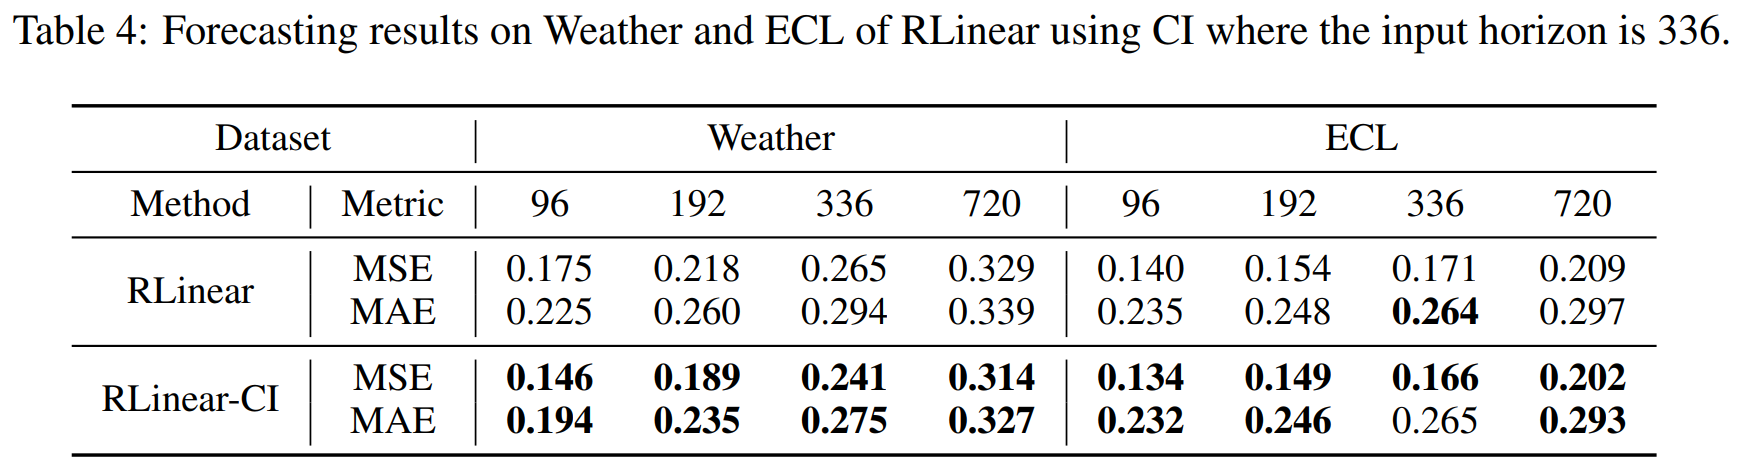 Table 4: Forecasting results on Weather and ECL of RLinear using CI where the input horizon is 336.
Dataset Weather ECL
Method Metric 96 192 336 720 96 192 336 720
RLinear MSE 0.175 0.218 0.265 0.329 0.140 0.154 0.171 0.209
MAE 0.225 0.260 0.294 0.339 0.235 0.248 0.264 0.297
RLinear-CI MSE 0.146 0.189 0.241 0.314 0.134 0.149 0.166 0.202
MAE 0.194 0.235 0.275 0.327 0.232 0.246 0.265 0.293